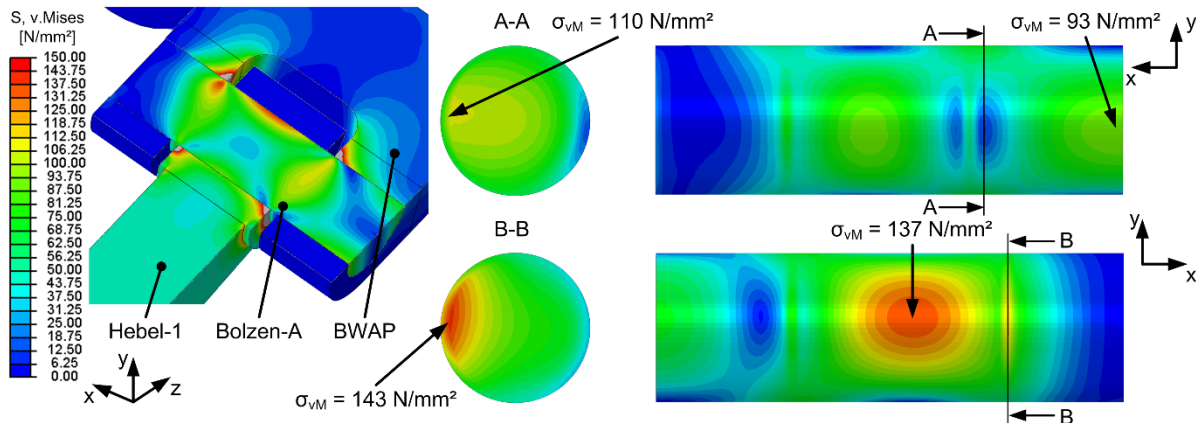 S, v.Mises
[N/mm²]
150.00
143.75
137.50
131.25
125.00
118.75
112.50
106.25
100.00
93.75
87.50
81.25
75.00
68.75
62.50
56.25
50.00
43.75
37.50
31.25
25.00
18.75
12.50
6.25
0.00
Hebel-1
Bolzen-A
BWAP
y
x
z
A-A
σvM = 110 N/mm²
B-B
σvM = 143 N/mm²
A
σvM = 93 N/mm²
y
x
A
σvM = 137 N/mm²
B
y
x
B